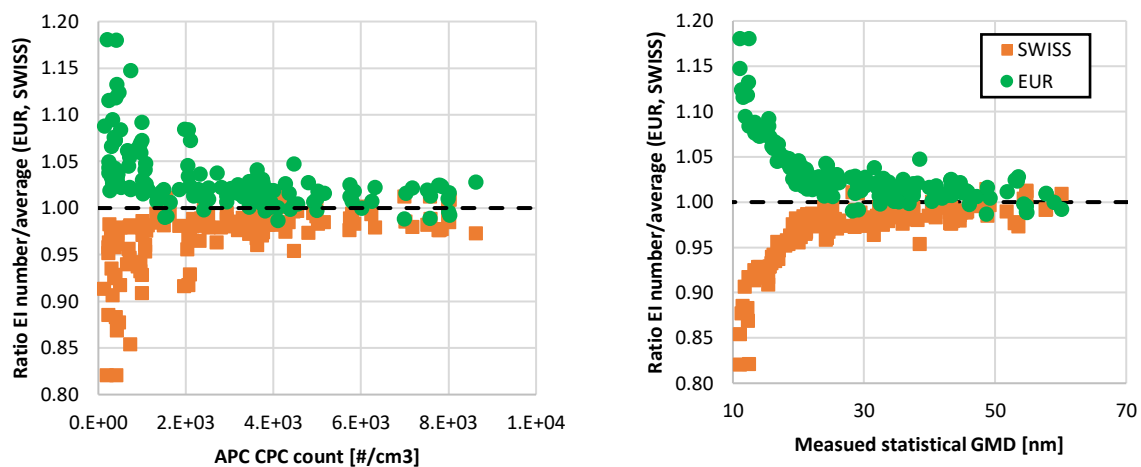 Ratio EI number/average (EUR, SWISS)
1.20
1.15
1.10
1.05
1.00
0.95
0.90
0.85
0.80
0.E+00 2.E+03 4.E+03 6.E+03 8.E+03 1.E+04
APC CPC count [#/cm3]
Ratio EI number/average (EUR, SWISS)
1.20
1.15
1.10
1.05
1.00
0.95
0.90
0.85
0.80
SWISS
EUR
10 30 50 70
Measued statistical GMD [nm]